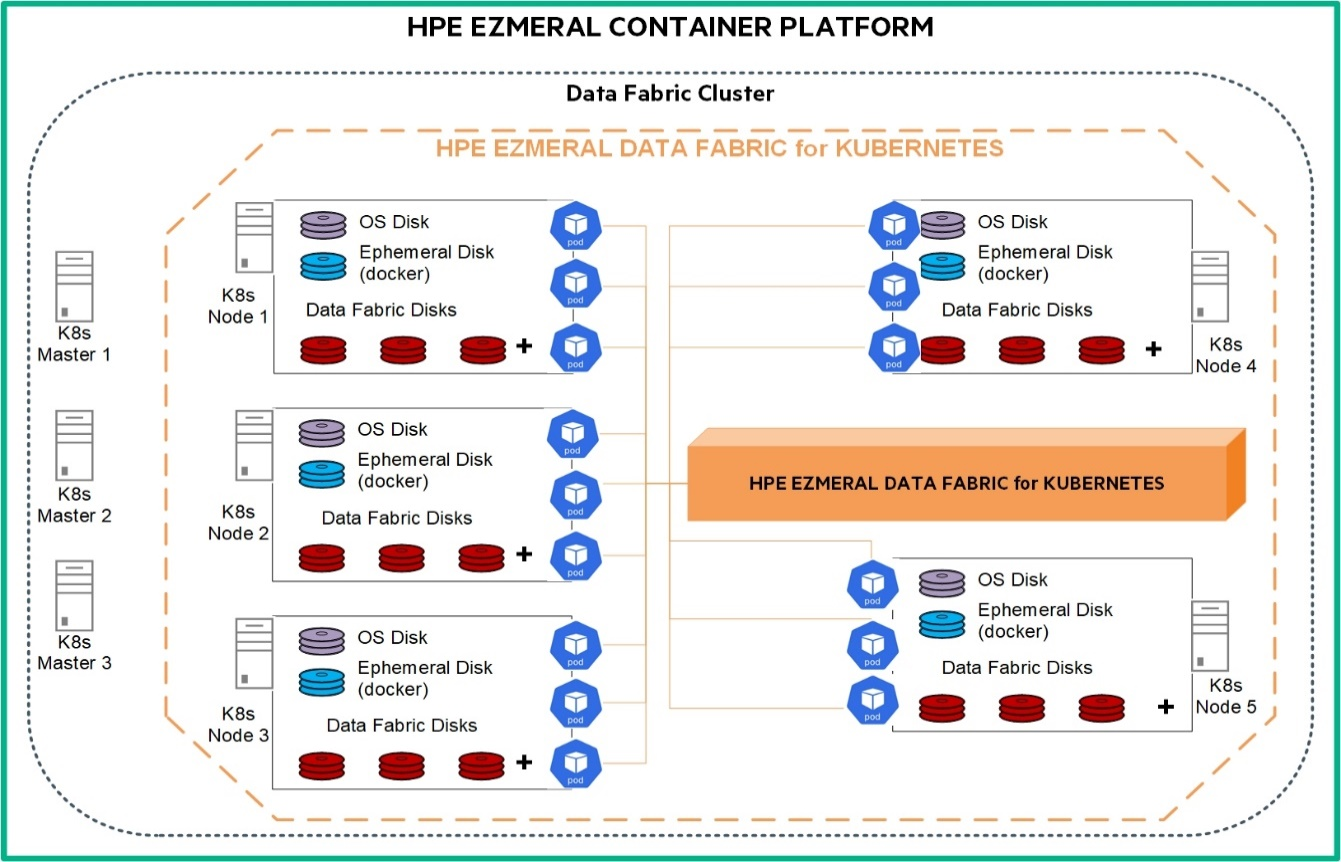 HPE EZMERAL CONTAINER PLATFORM
Data Fabric Cluster
HPE EZMERAL DATA FABRIC for KUBERNETES
K8s
Master 1
K8s
Master 2
K8s
Master 3
K8s
Node 1
OS Disk
Ephemeral Disk
(docker)
Data Fabric Disks
+
pod
pod
pod
K8s
Node 2
OS Disk
Ephemeral Disk
(docker)
Data Fabric Disks
+
pod
pod
pod
K8s
Node 3
OS Disk
Ephemeral Disk
(docker)
Data Fabric Disks
+
pod
pod
pod
pod
pod
pod
OS Disk
Ephemeral Disk
(docker)
Data Fabric Disks
+
K8s
Node 4
HPE EZMERAL DATA FABRIC for KUBERNETES
pod
pod
pod
OS Disk
Ephemeral Disk
(docker)
Data Fabric Disks
+
K8s
Node 5